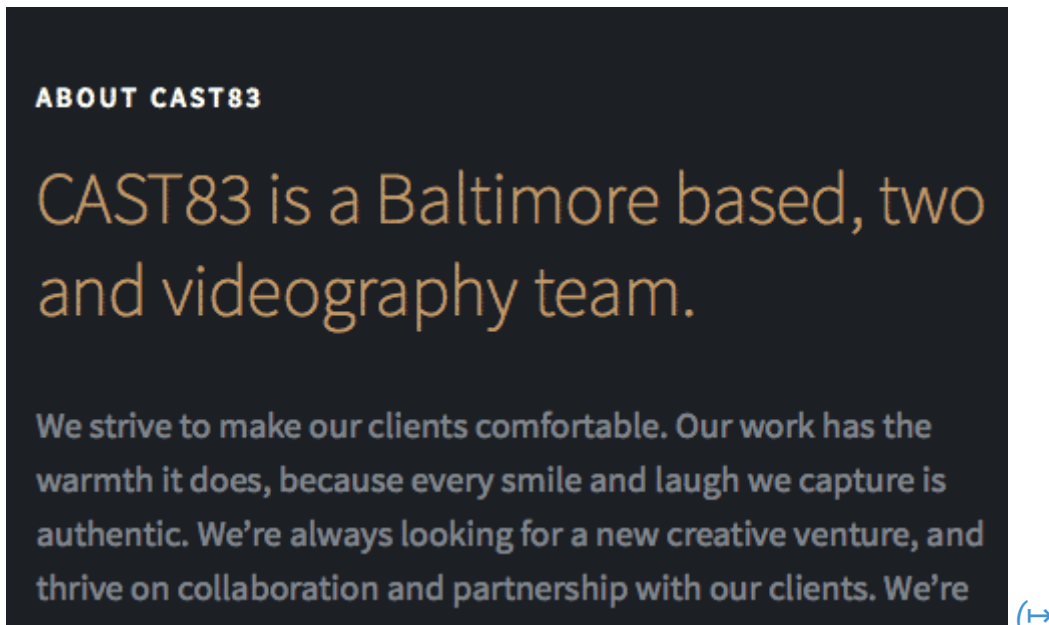 ABOUT CAST83
CAST83 is a Baltimore based, two
and videography team.
We strive to make our clients comfortable. Our work has the
warmth it does, because every smile and laugh we capture is
authentic. We’re always looking for a new creative venture, and
thrive on collaboration and partnership with our clients. We’re